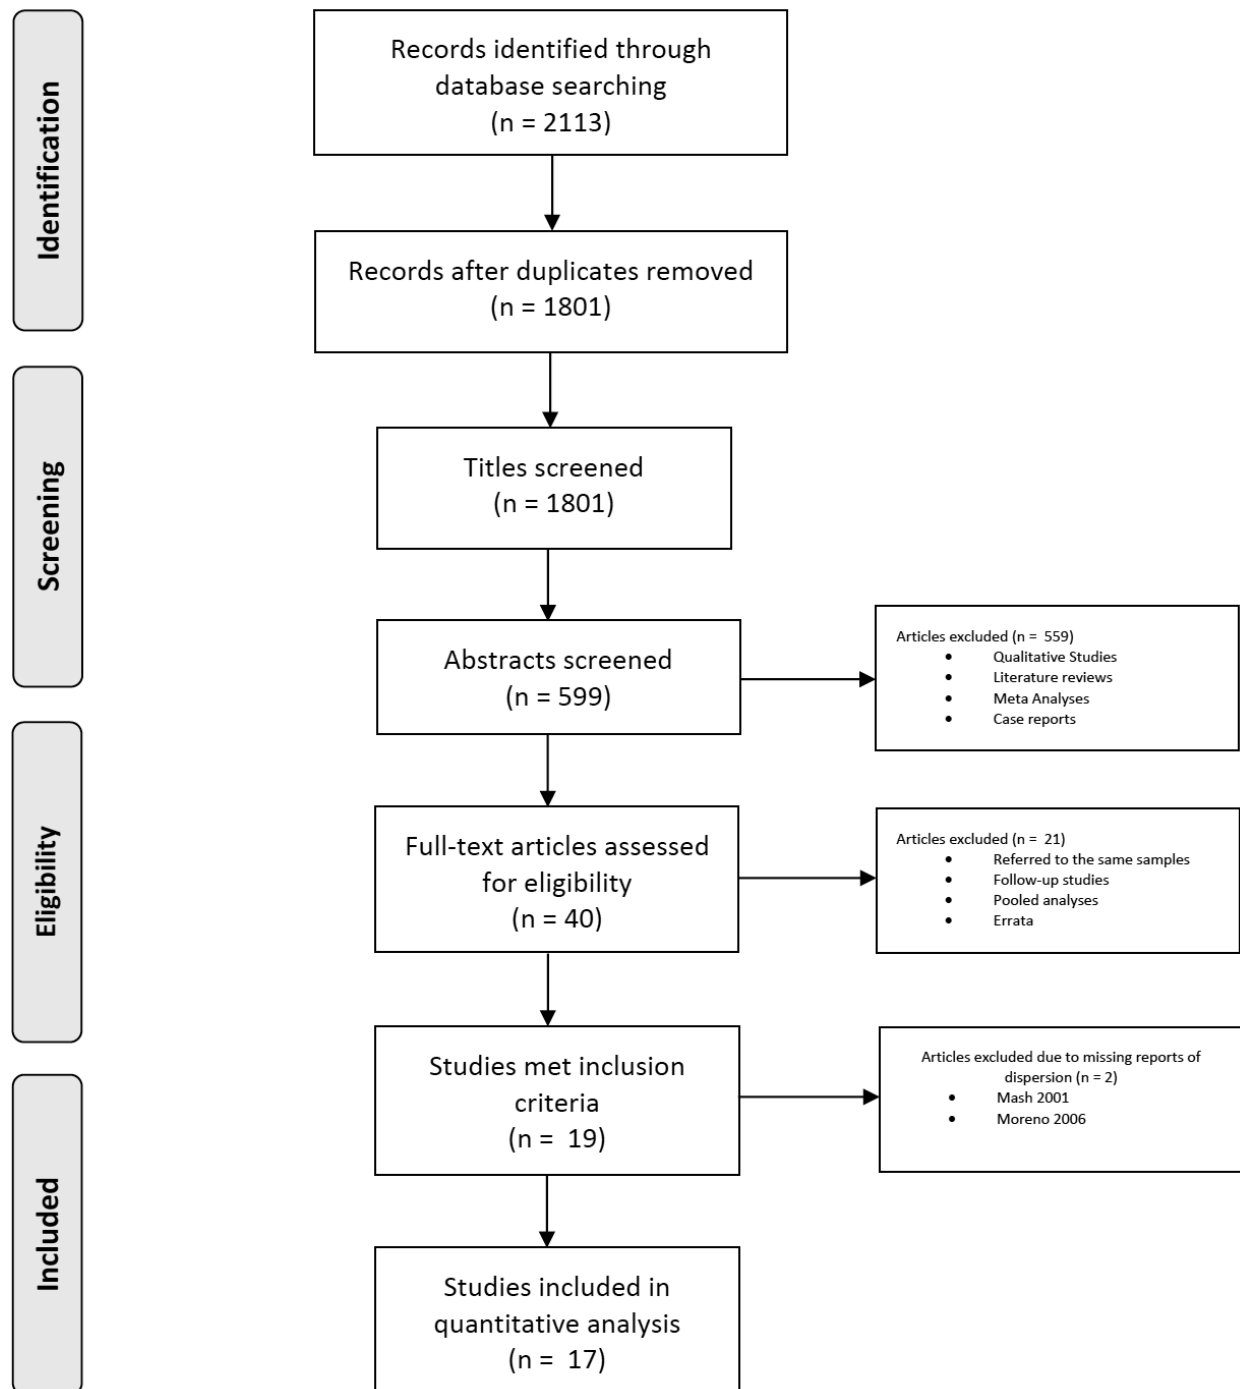 Identification
Records identified through
database searching
(n = 2113)
Records after duplicates removed
(n = 1801)
Screening
Titles screened
(n = 1801)
Abstracts screened
(n = 599)
Articles excluded (n = 559)
• Qualitative Studies
• Literature reviews
• Meta Analyses
• Case reports
Eligibility
Full-text articles assessed
for eligibility
(n = 40)
Articles excluded (n = 21)
• Referred to the same samples
• Follow-up studies
• Pooled analyses
• Errata
Studies met inclusion
criteria
(n = 19)
Articles excluded due to missing reports of
dispersion (n = 2)
• Mash 2001
• Moreno 2006
Included
Studies included in
quantitative analysis
(n = 17)